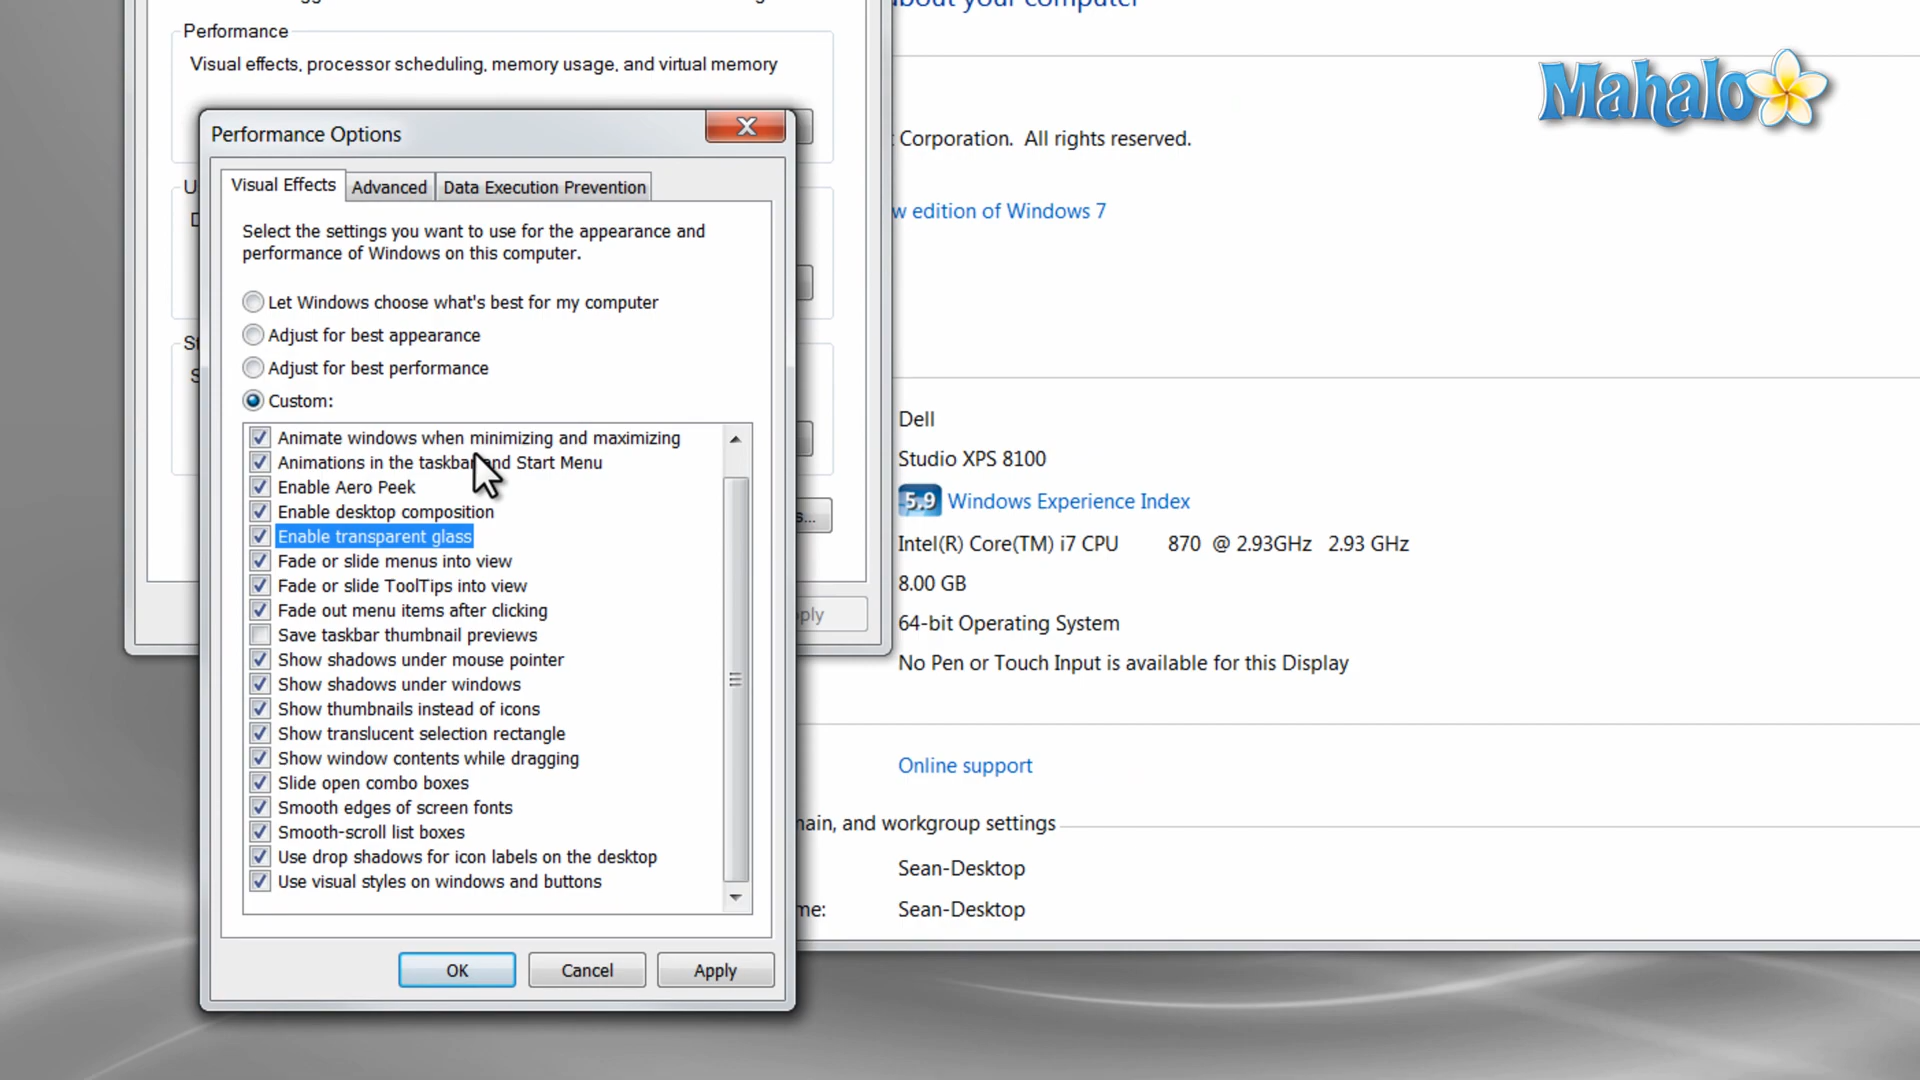 about your computer
Performance
Visual effects, processor scheduling, memory usage, and virtual memory
Mahalo
Performance Options
Corporation.  All rights reserved.
Visual Effects
Advanced
Data Execution Prevention
edition of Windows 7
Select the settings you want to use for the appearance and
performance of Windows on this computer.
Let Windows choose what's best for my computer
Adjust for best appearance
Adjust for best performance
Custom:
Animate windows when minimizing and maximizing
Animations in the taskbar and Start Menu
Enable Aero Peek
Enable desktop composition
Enable transparent glass
Fade or slide menus into view
Fade or slide ToolTips into view
Fade out menu items after clicking
Save taskbar thumbnail previews
Show shadows under mouse pointer
Show shadows under windows
Show thumbnails instead of icons
Show translucent selection rectangle
Show window contents while dragging
Slide open combo boxes
Smooth edges of screen fonts
Smooth-scroll list boxes
Use drop shadows for icon labels on the desktop
Use visual styles on windows and buttons
OK
Cancel
Apply
Dell
Studio XPS 8100
5.9 Windows Experience Index
Intel(R) Core(TM) i7 CPU 870 @ 2.93GHz 2.93 GHz
8.00 GB
64-bit Operating System
No Pen or Touch Input is available for this Display
Online support
main, and workgroup settings
Sean-Desktop
me: Sean-Desktop